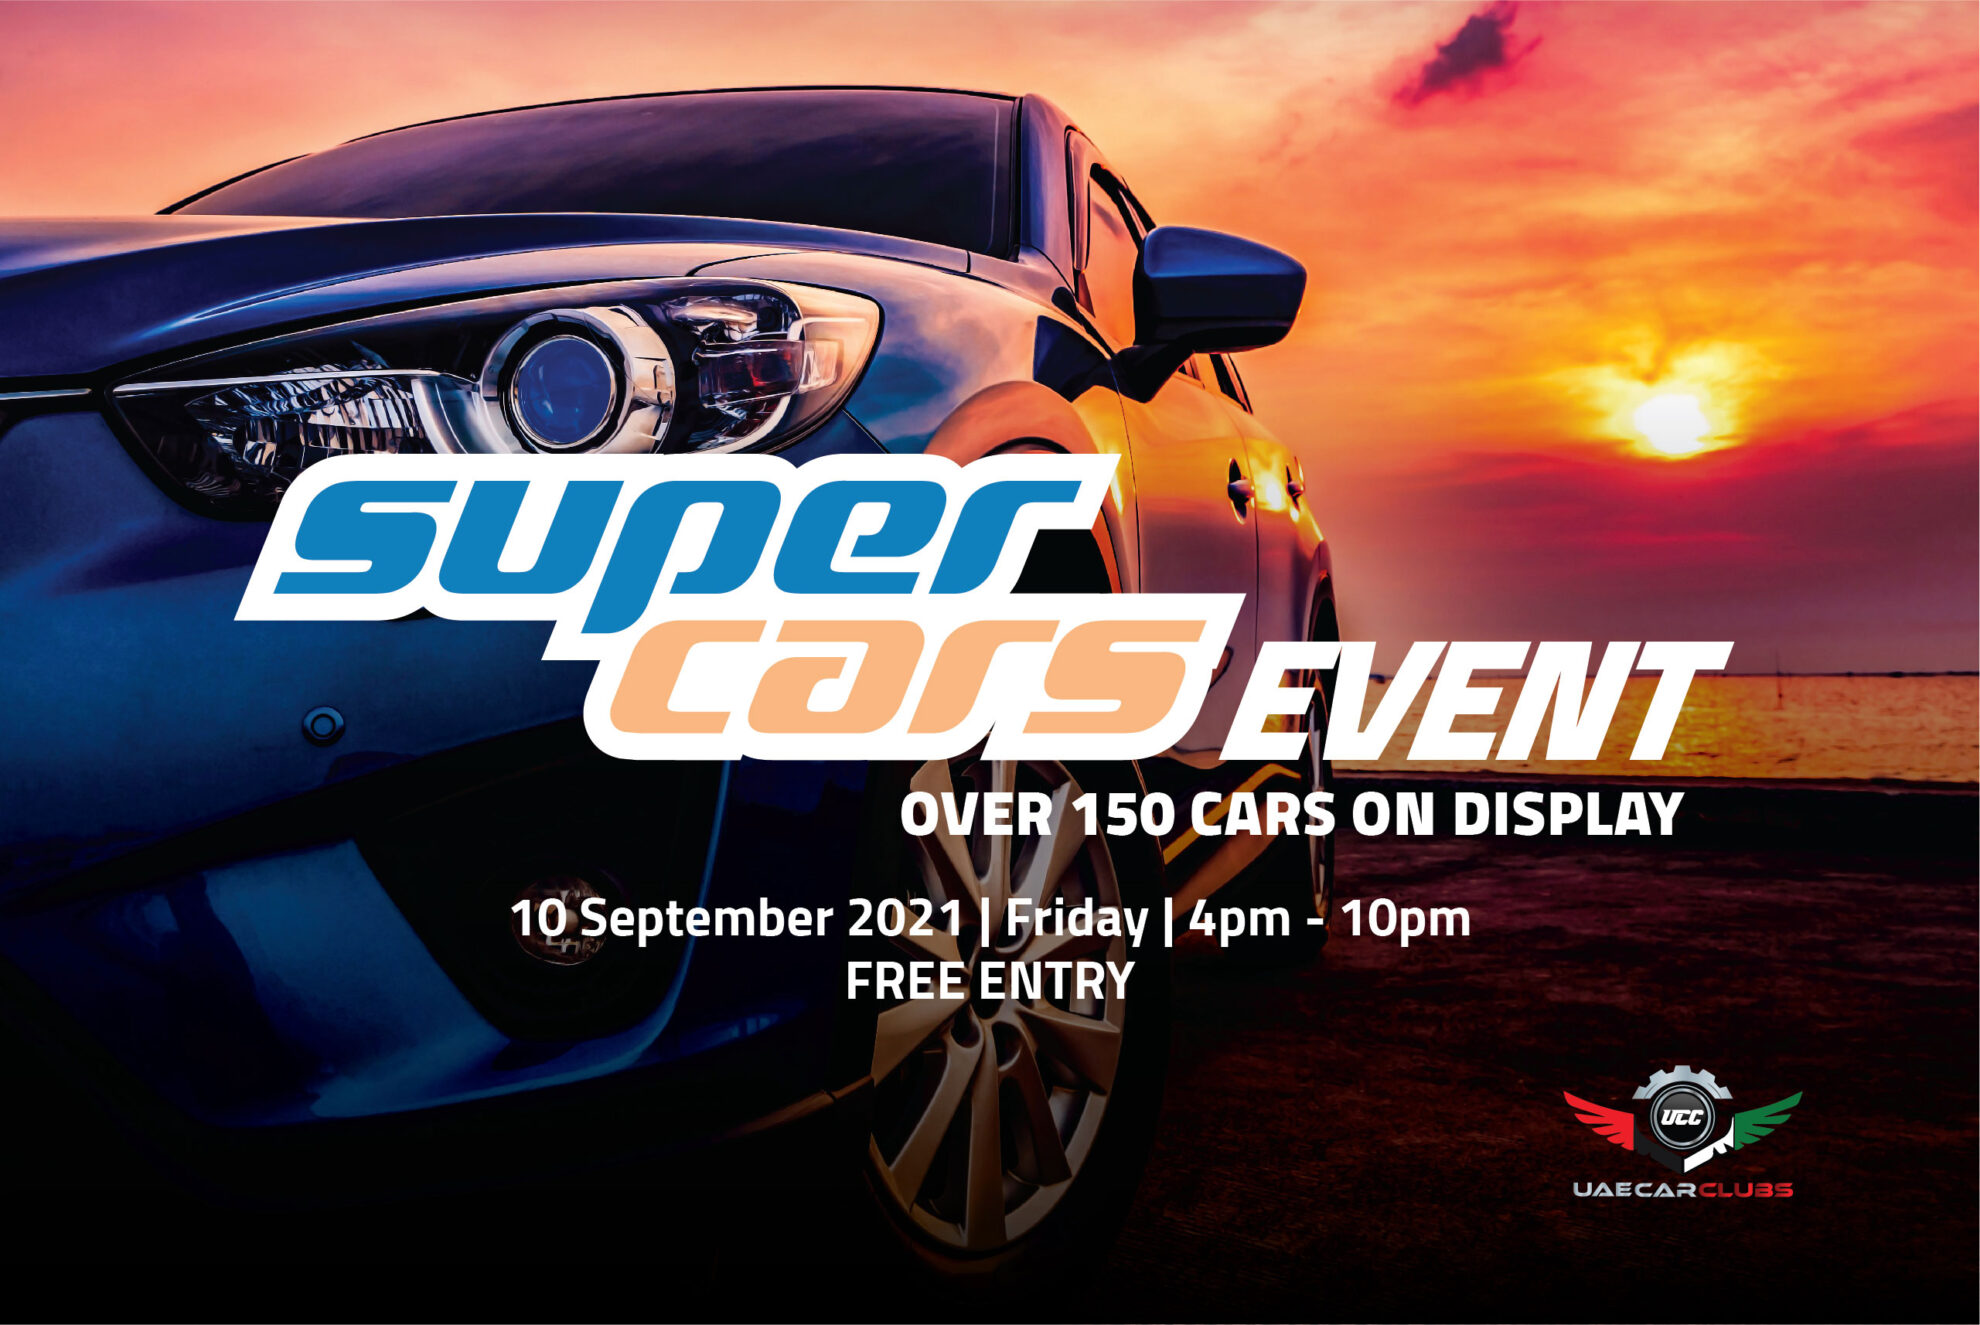 super
cars EVENT
OVER 150 CARS ON DISPLAY
10 September 2021 | Friday | 4pm - 10pm
FREE ENTRY
UCC
UAECARCLUBS